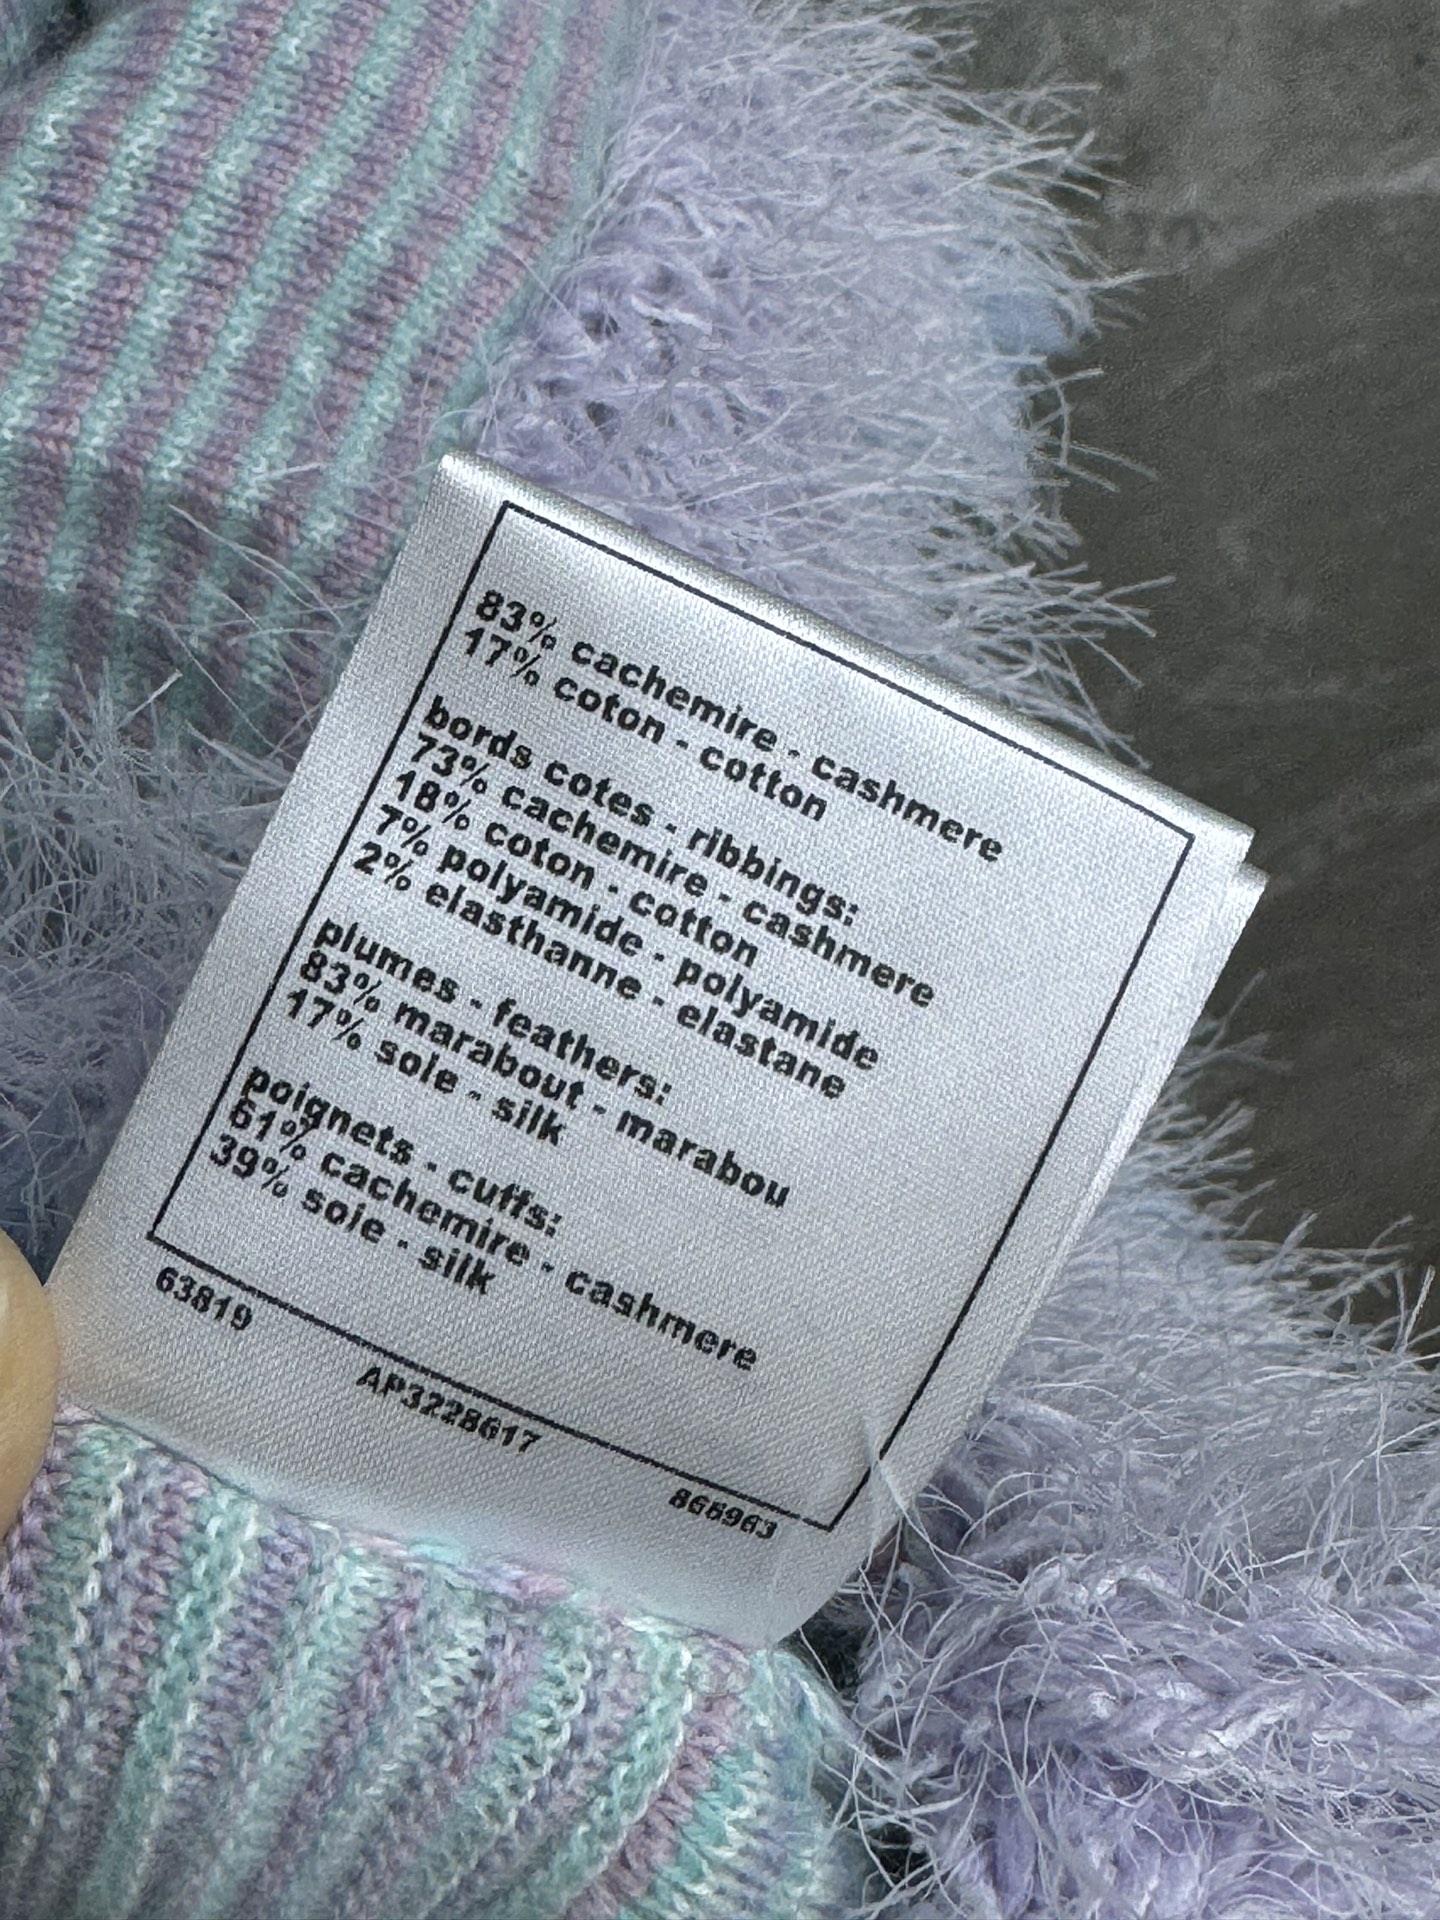 83% cachemire - cashmere
17% coton - cotton
bords cotes - ribbings:
73% cachemire - cashmere
18% coton - cotton
7% polyamide - polyamide
2% elasthanne - elastane
plumes - feathers:
83% marabout - marabou
17% soie - silk
poignets - cuffs:
61% cachemire - cashmere
39% soie - silk
63819
AP3228617
865963